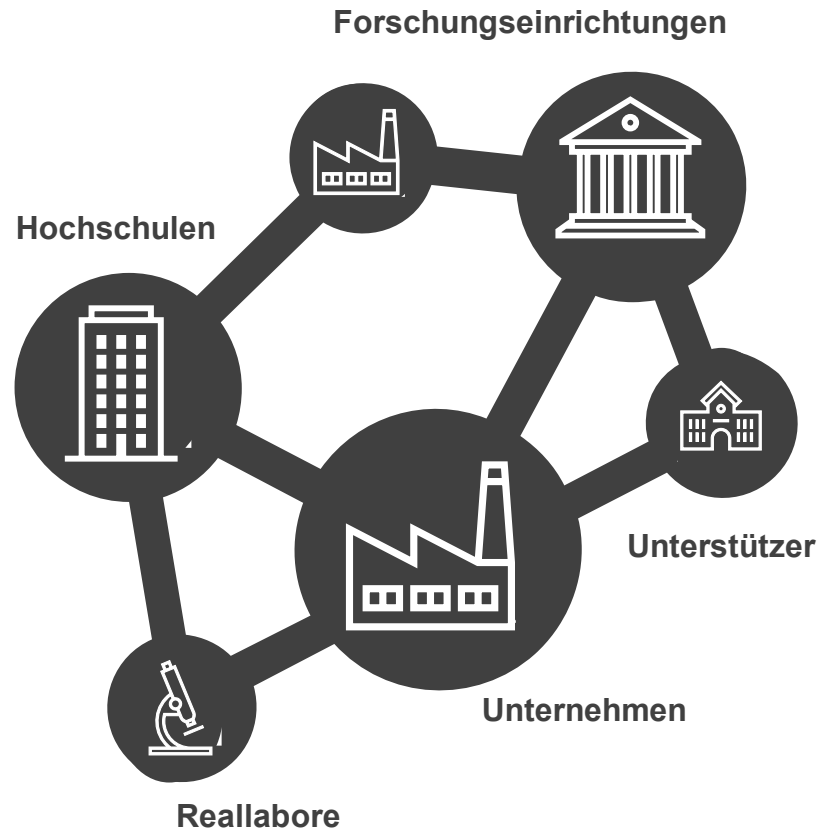 Forschungseinrichtungen
Hochschulen
Unterstützer
Unternehmen
Reallabore